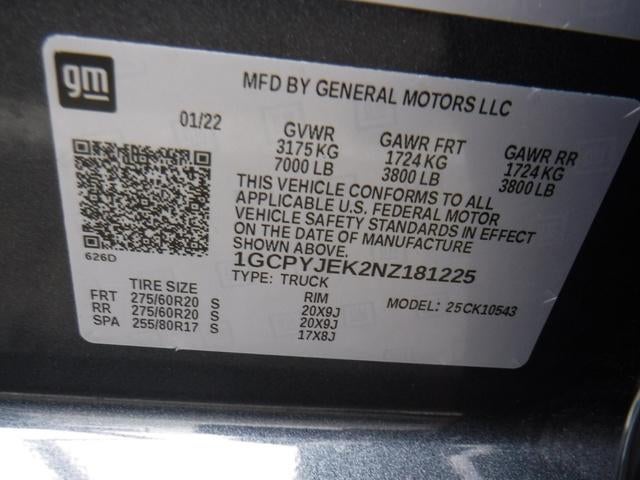 gm
MFD BY GENERAL MOTORS LLC
01/22
GVWR
3175 KG
7000 LB
GAWR FRT
1724 KG
3800 LB
GAWR RR
1724 KG
3800 LB
THIS VEHICLE CONFORMS TO ALL
APPLICABLE U.S. FEDERAL MOTOR
VEHICLE SAFETY STANDARDS IN EFFECT
ON THE DATE OF MANUFACTURE
SHOWN ABOVE.
626D
1GCPYJEK2NZ181225
TYPE: TRUCK
MODEL: 25CK10543
TIRE SIZE RIM
FRT 275/60R20 S 20X9J
RR 275/60R20 S 20X9J
SPA 255/80R17 S 17X8J